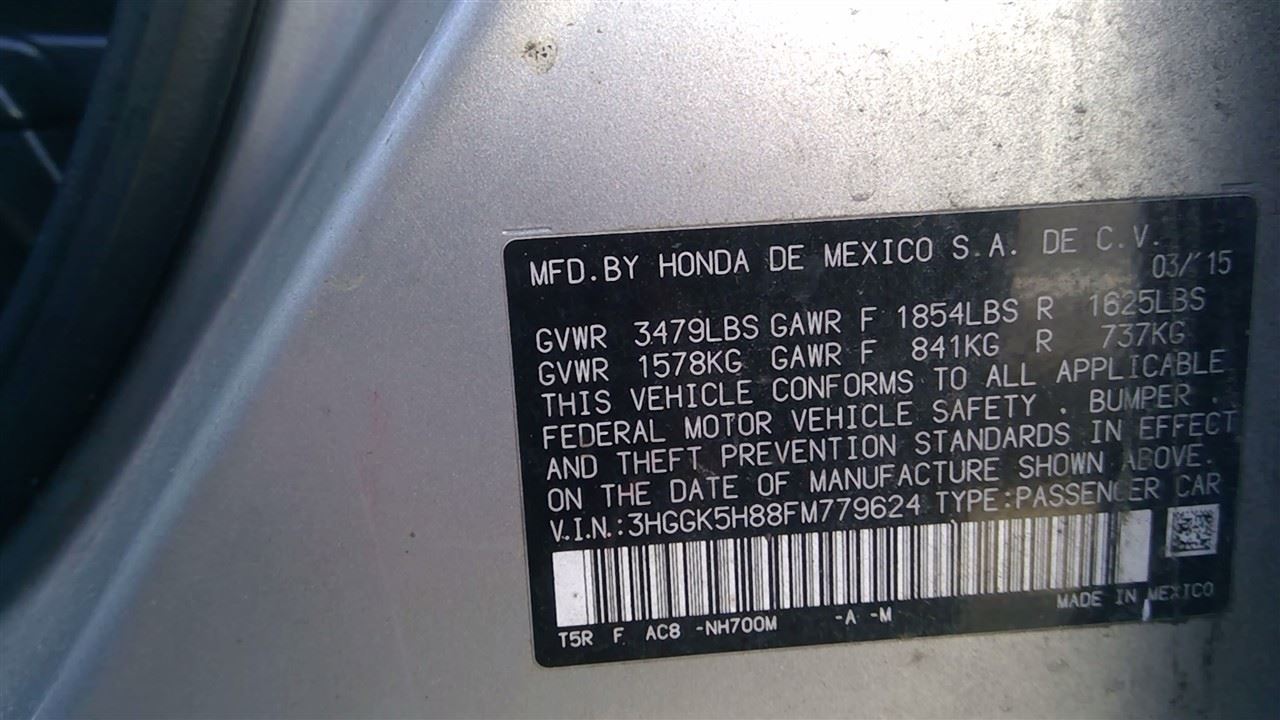 MFD.BY HONDA DE MEXICO S.A. DE C.V.
03/15
GVWR 3479LBS GAWR F 1854LBS R 1625LBS
GVWR 1578KG GAWR F 841KG R 737KG
THIS VEHICLE CONFORMS TO ALL APPLICABLE
FEDERAL MOTOR VEHICLE SAFETY , BUMPER ,
AND THEFT PREVENTION STANDARDS IN EFFECT
ON THE DATE OF MANUFACTURE SHOWN ABOVE.
V.I.N.:3HGGK5H88FM779624 TYPE:PASSENGER CAR
MADE IN MEXICO
T5R F AC8 -NH700M -A -M